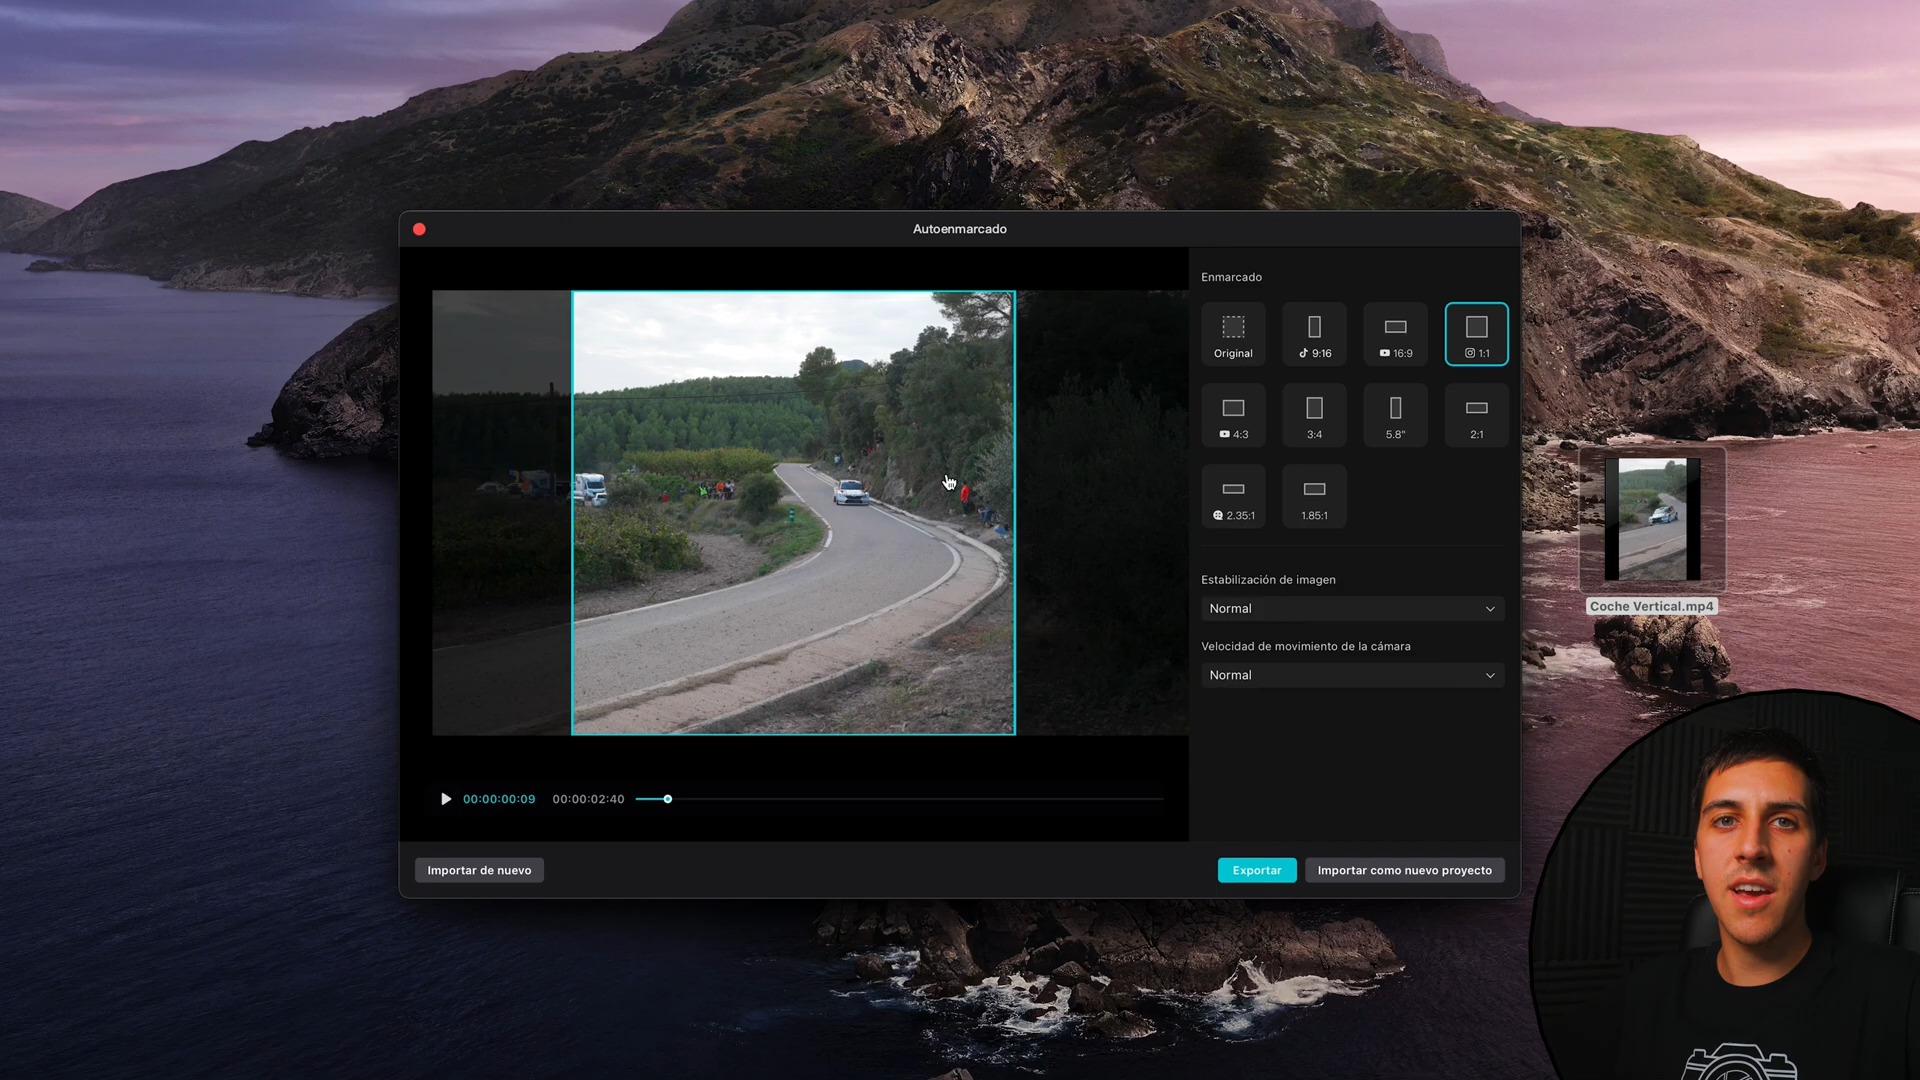 Autoenmarcado
Enmarcado
Original
9:16
16:9
1:1
4:3
3:4
5.8"
2:1
2.35:1
1.85:1
Estabilización de imagen
Normal
Velocidad de movimiento de la cámara
Normal
Coche Vertical.mp4
00:00:00:09
00:00:02:40
Importar de nuevo
Exportar
Importar como nuevo proyecto